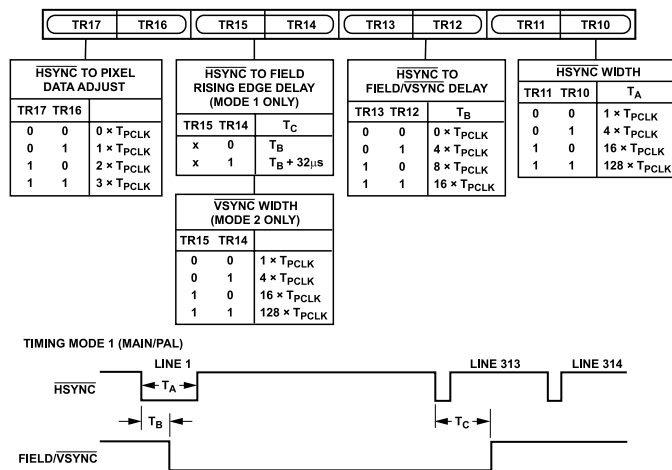 TR17 TR16 TR15 TR14 TR13 TR12 TR11 TR10
HSYNC TO PIXEL
DATA ADJUST
TR17 TR16
0 0 0 × TPCLK
0 1 1 × TPCLK
1 0 2 × TPCLK
1 1 3 × TPCLK
HSYNC TO FIELD
RISING EDGE DELAY
(MODE 1 ONLY)
TR15 TR14 TC
x 0 TB
x 1 TB + 32µs
VSYNC WIDTH
(MODE 2 ONLY)
TR15 TR14
0 0 1 × TPCLK
0 1 4 × TPCLK
1 0 16 × TPCLK
1 1 128 × TPCLK
HSYNC TO
FIELD/VSYNC DELAY
TR13 TR12 TB
0 0 0 × TPCLK
0 1 4 × TPCLK
1 0 8 × TPCLK
1 1 16 × TPCLK
HSYNC WIDTH
TR11 TR10 TA
0 0 1 × TPCLK
0 1 4 × TPCLK
1 0 16 × TPCLK
1 1 128 × TPCLK
TIMING MODE 1 (MAIN/PAL)
LINE 1 LINE 313 LINE 314
HSYNC
TA
TB
TC
FIELD/VSYNC